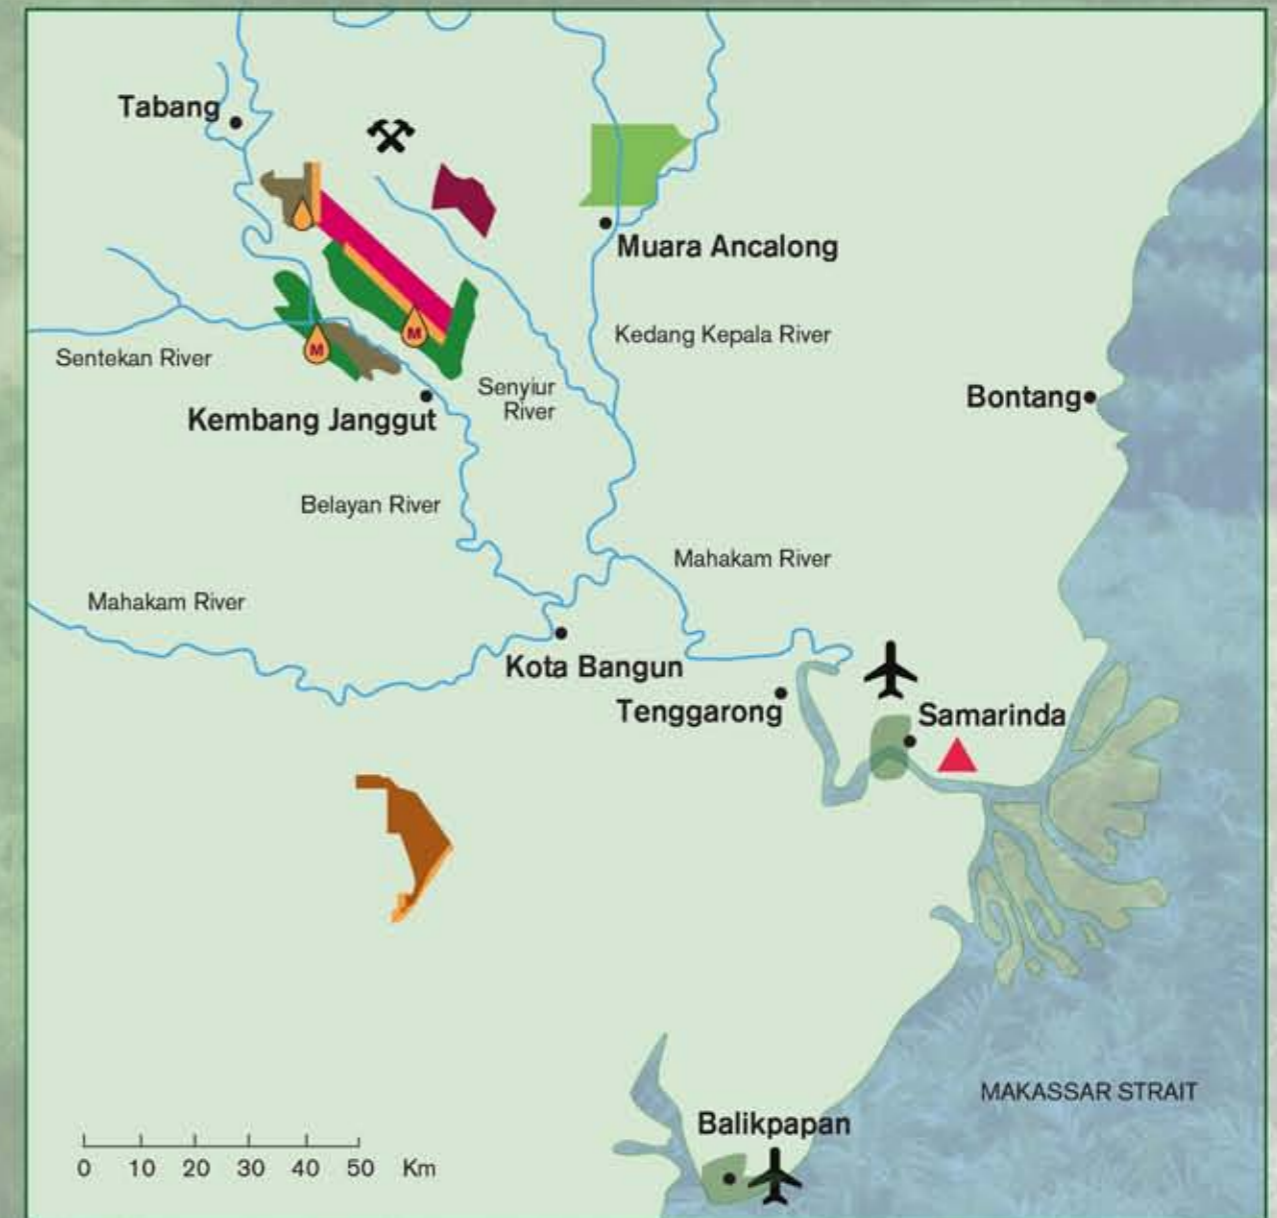 Tabang
Muara Ancalong
Kedang Kepala River
Sentekan River
Senyiur
River
Bontang
Kembang Janggut
M
M
Belayan River
Mahakam River
Mahakam River
Kota Bangun
Tenggarong
Samarinda
MAKASSAR STRAIT
Balikpapan
0 10 20 30 40 50 Km